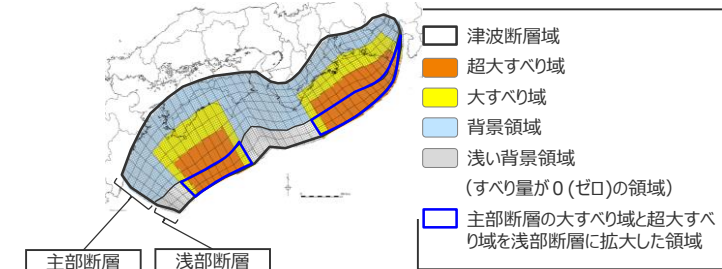 津波断層域
超大すべり域
大すべり域
背景領域
浅い背景領域
(すべり量が０(ゼロ)の領域)
主部断層の大すべり域と超大すべ
り域を浅部断層に拡大した領域
主部断層
浅部断層